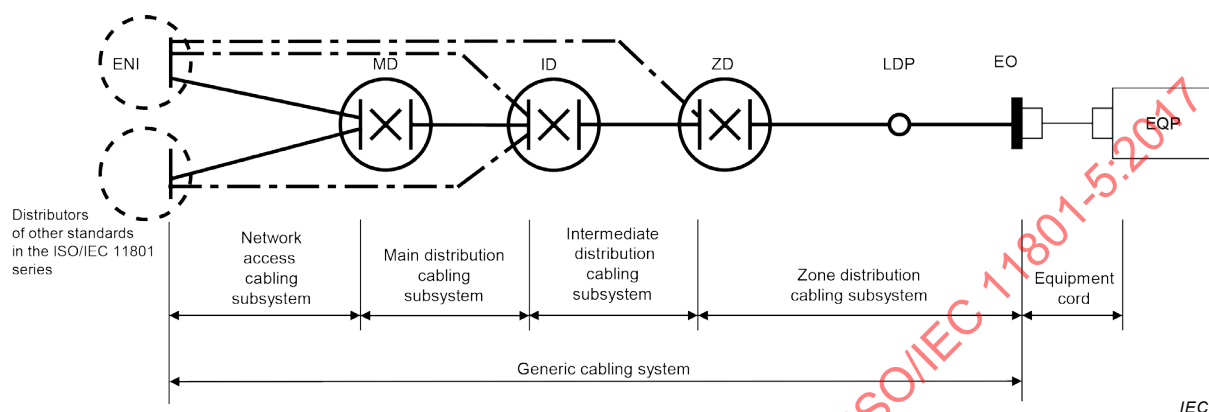 ENI
MD
ID
ZD
LDP
EO
EQP
Distributors
of other standards
in the ISO/IEC 11801
series
Network
access
cabling
subsystem
Main distribution
cabling
subsystem
Intermediate
distribution
cabling
subsystem
Zone distribution
cabling subsystem
Equipment
cord
Generic cabling system
ISO/IEC 11801-5:2017
IEC